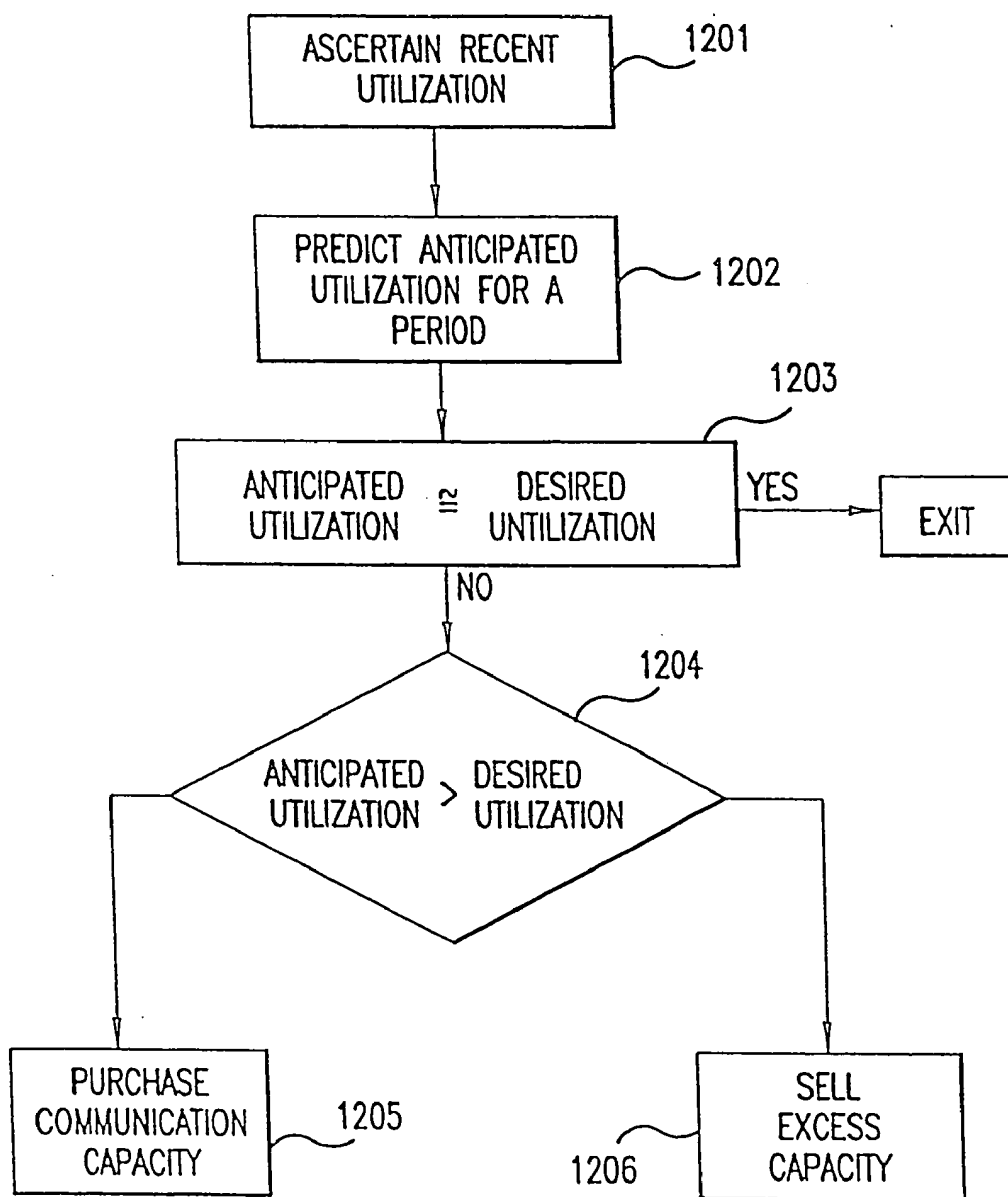 ASCERTAIN RECENT
UTILIZATION
1201
PREDICT ANTICIPATED
UTILIZATION FOR A
PERIOD
1202
1203
ANTICIPATED ≅ DESIRED
UTILIZATION UNTILIZATION
YES
EXIT
NO
1204
ANTICIPATED > DESIRED
UTILIZATION UTILIZATION
PURCHASE
COMMUNICATION
CAPACITY
1205
SELL
EXCESS
CAPACITY
1206